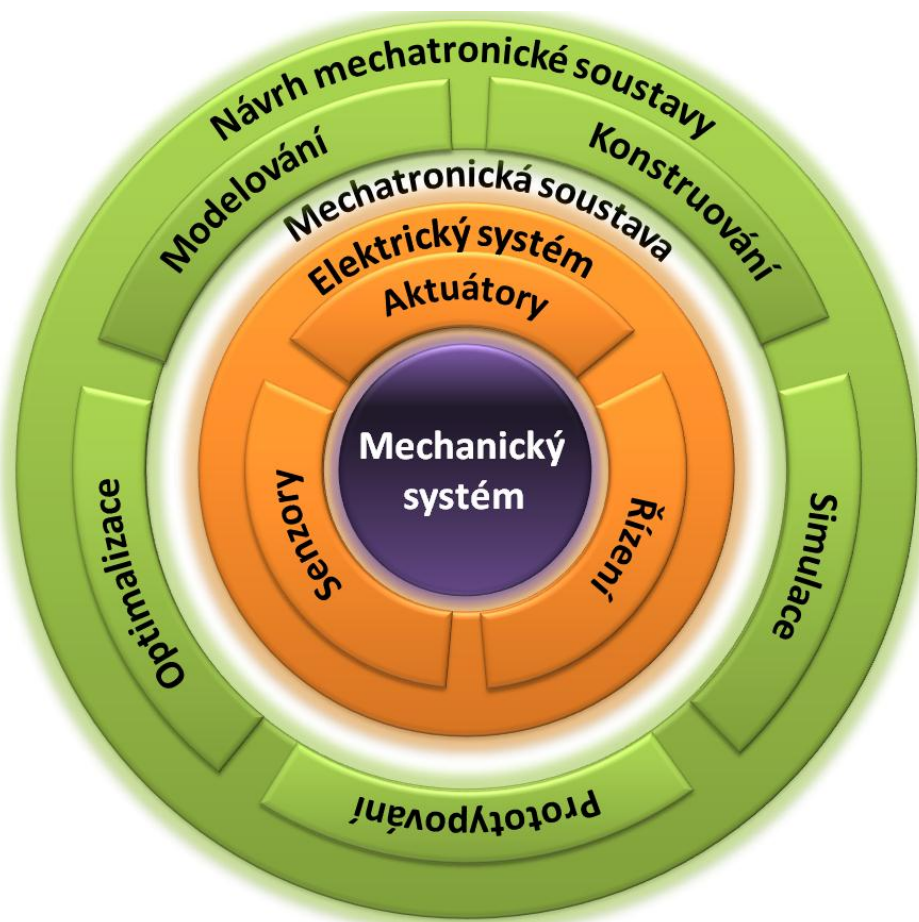 Návrh mechatronické soustavy
Modelování
Konstruování
Mechatronická soustava
Elektrický systém
Aktuátory
Mechanický
systém
Senzory
Řízení
Optimalizace
Simulace
Prototypování